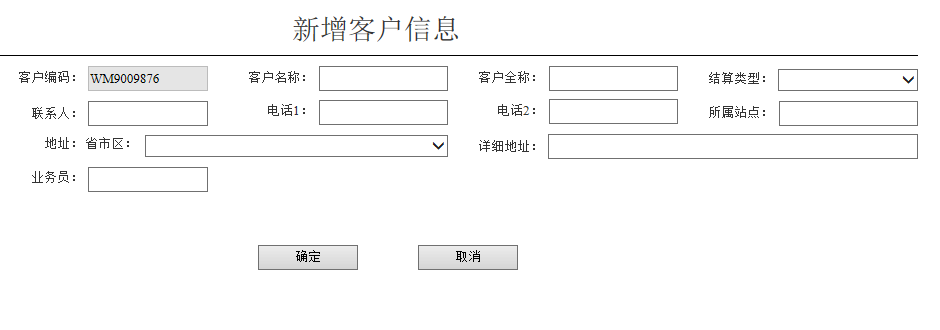 新增客户信息
客户编码： WM9009876 客户名称： 客户全称： 结算类型：
联系人： 电话1： 电话2： 所属站点：
地址： 省市区： 详细地址：
业务员：
确定 取消